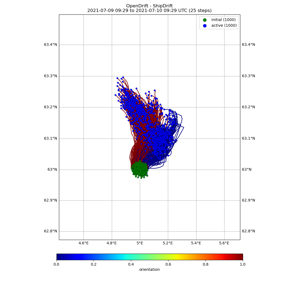 OpenDrift - ShipDrift
2021-07-09 09:29 to 2021-07-10 09:29 UTC (25 steps)
initial (1000)
active (1000)
63.4°N 63.4°N
63.3°N 63.3°N
63.2°N 63.2°N
63.1°N 63.1°N
63°N 63°N
62.9°N 62.9°N
62.8°N 62.8°N
4.6°E 4.8°E 5°E 5.2°E 5.4°E 5.6°E
0.0 0.2 0.4 0.6 0.8 1.0
orientation